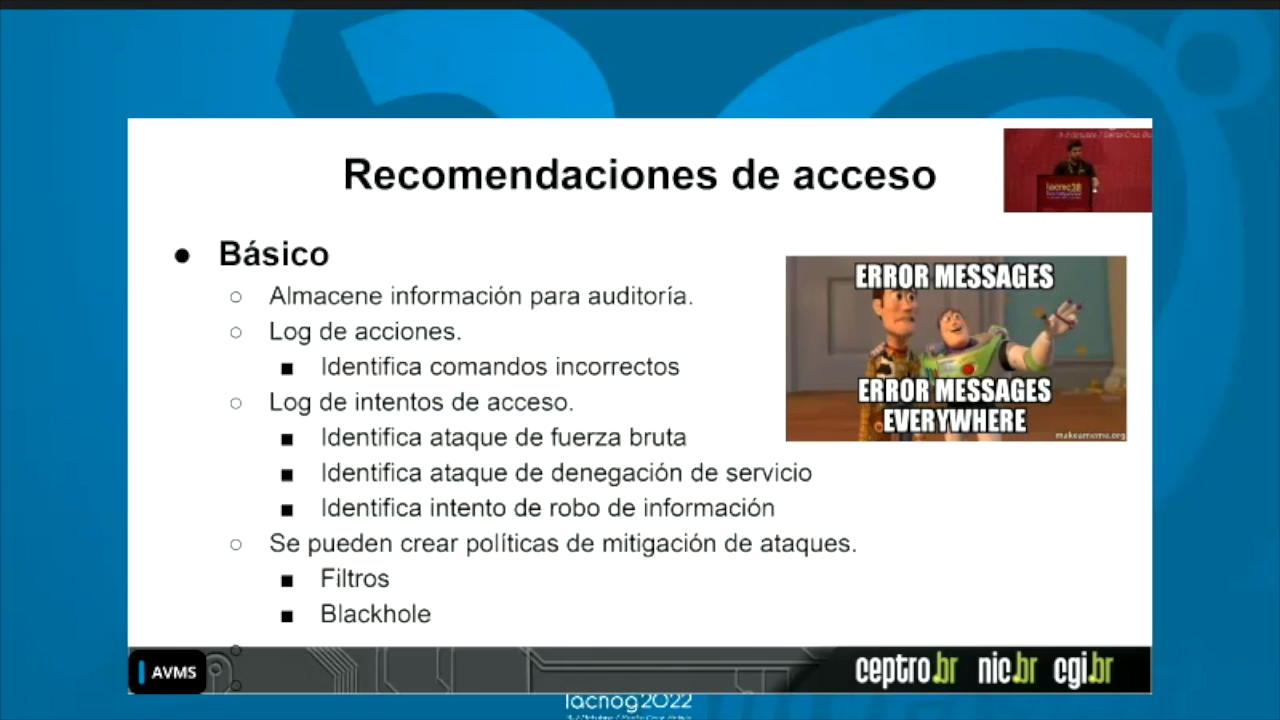 Recomendaciones de acceso
● Básico
○ Almacene información para auditoría.
○ Log de acciones.
■ Identifica comandos incorrectos
○ Log de intentos de acceso.
■ Identifica ataque de fuerza bruta
■ Identifica ataque de denegación de servicio
■ Identifica intento de robo de información
○ Se pueden crear políticas de mitigación de ataques.
■ Filtros
■ Blackhole
ERROR MESSAGES
ERROR MESSAGES
EVERYWHERE
makeameme.org
AVMS
ceptro.br nic.br cgi.br
lacnog2022